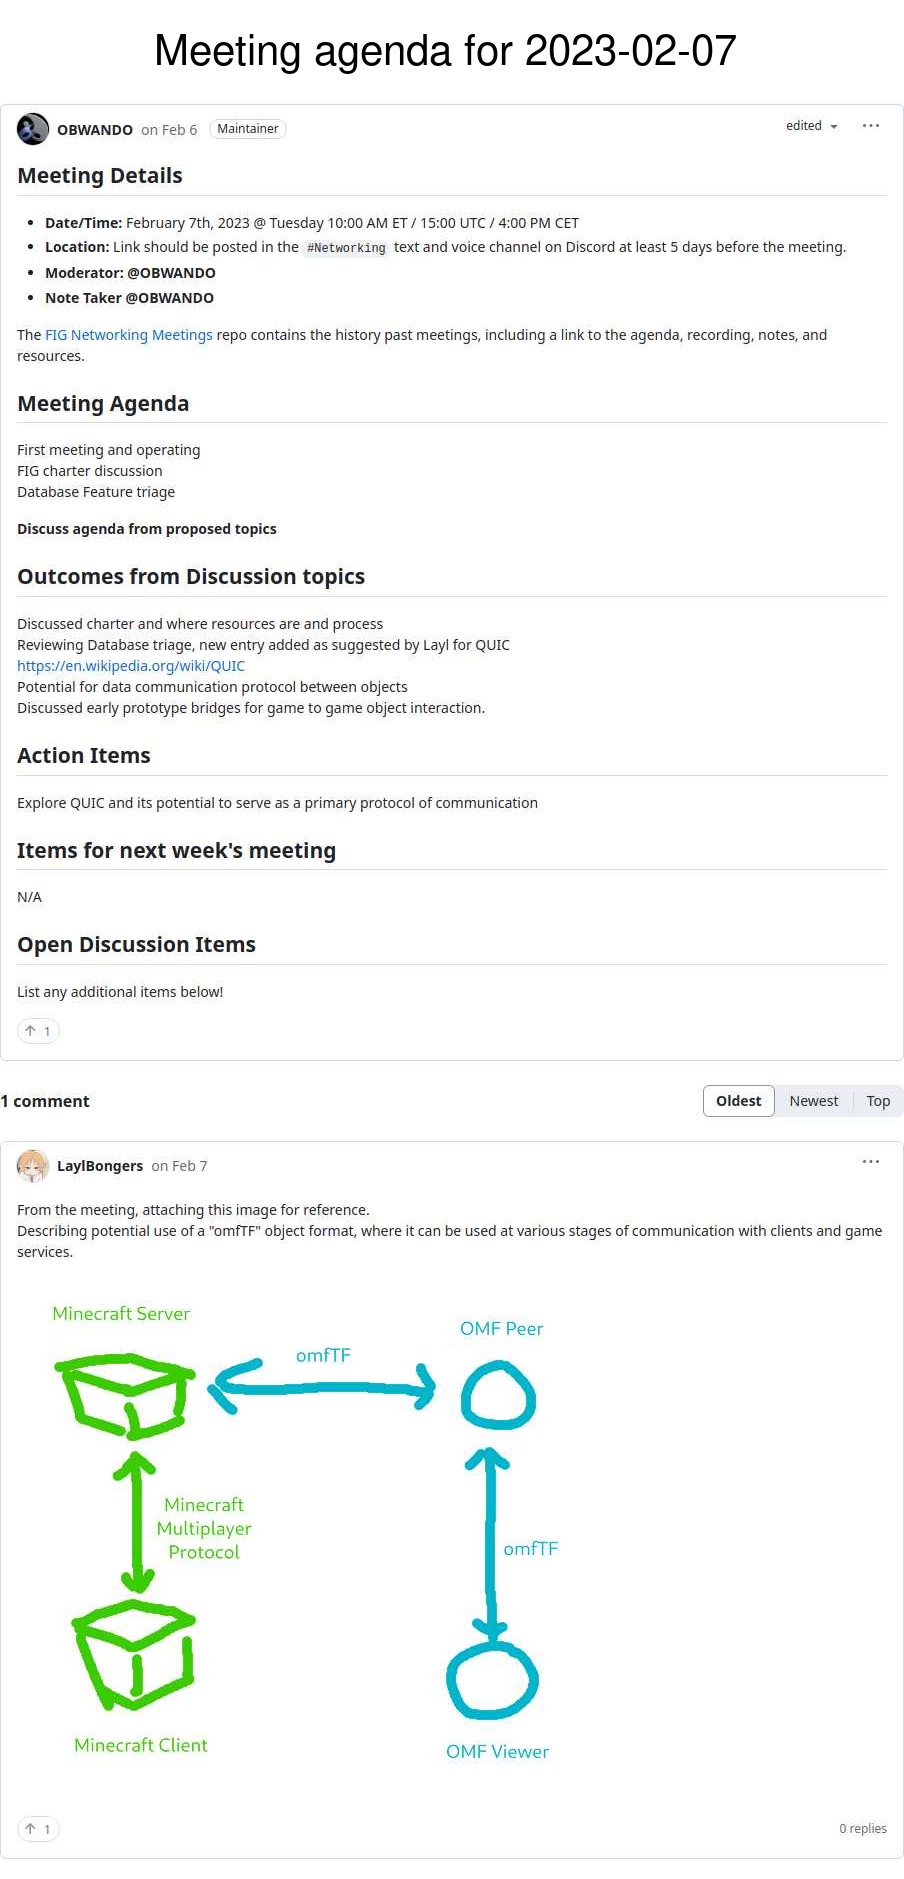 Meeting agenda for 2023-02-07
OBWANDO on Feb 6 Maintainer edited
Meeting Details
Date/Time: February 7th, 2023 @ Tuesday 10:00 AM ET / 15:00 UTC / 4:00 PM CET
Location: Link should be posted in the #Networking text and voice channel on Discord at least 5 days before the meeting.
Moderator: @OBWANDO
Note Taker @OBWANDO
The FIG Networking Meetings repo contains the history past meetings, including a link to the agenda, recording, notes, and
resources.
Meeting Agenda
First meeting and operating
FIG charter discussion
Database Feature triage
Discuss agenda from proposed topics
Outcomes from Discussion topics
Discussed charter and where resources are and process
Reviewing Database triage, new entry added as suggested by Layl for QUIC
https://en.wikipedia.org/wiki/QUIC
Potential for data communication protocol between objects
Discussed early prototype bridges for game to game object interaction.
Action Items
Explore QUIC and its potential to serve as a primary protocol of communication
Items for next week's meeting
N/A
Open Discussion Items
List any additional items below!
1
1 comment
Oldest Newest Top
LaylBongers on Feb 7
From the meeting, attaching this image for reference.
Describing potential use of a "omfTF" object format, where it can be used at various stages of communication with clients and game
services.
Minecraft Server
OMF Peer
omfTF
Minecraft
Multiplayer
Protocol
omfTF
Minecraft Client
OMF Viewer
1
0 replies